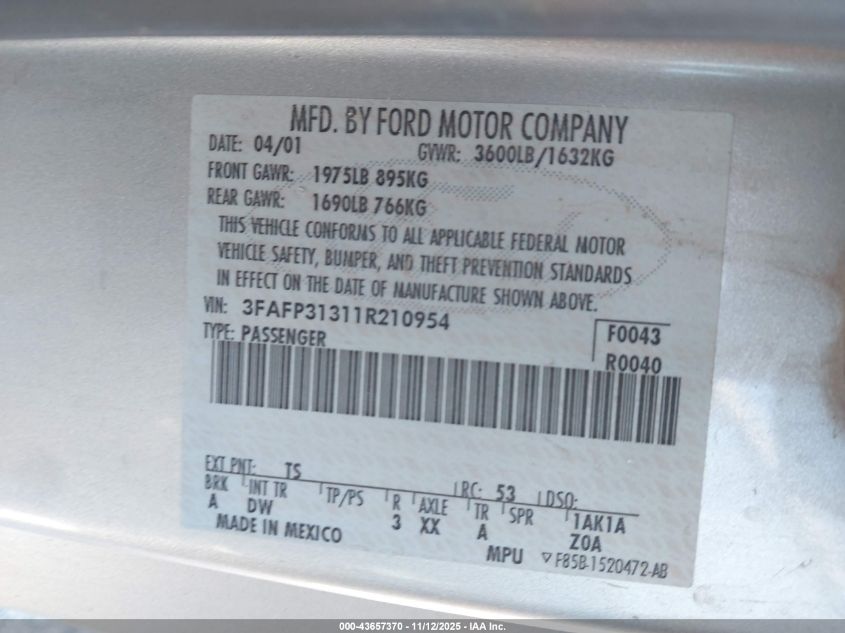 MFD. BY FORD MOTOR COMPANY
DATE: 04/01 GVWR: 3600LB/1632KG
FRONT GAWR: 1975LB 895KG
REAR GAWR: 1690LB 766KG
THIS VEHICLE CONFORMS TO ALL APPLICABLE FEDERAL MOTOR
VEHICLE SAFETY, BUMPER, AND THEFT PREVENTION STANDARDS
IN EFFECT ON THE DATE OF MANUFACTURE SHOWN ABOVE.
VIN: 3FAFP31311R210954
F0043
TYPE: PASSENGER
R0040
EXT PNT: TS RC: 53 DSO:
BRK INT TR TP/PS R AXLE TR SPR 1AK1A
A DW 3 XX A Z0A
MADE IN MEXICO
MPU F85B-1520472-AB
000-43657370 - 11/12/2025 - IAA Inc.